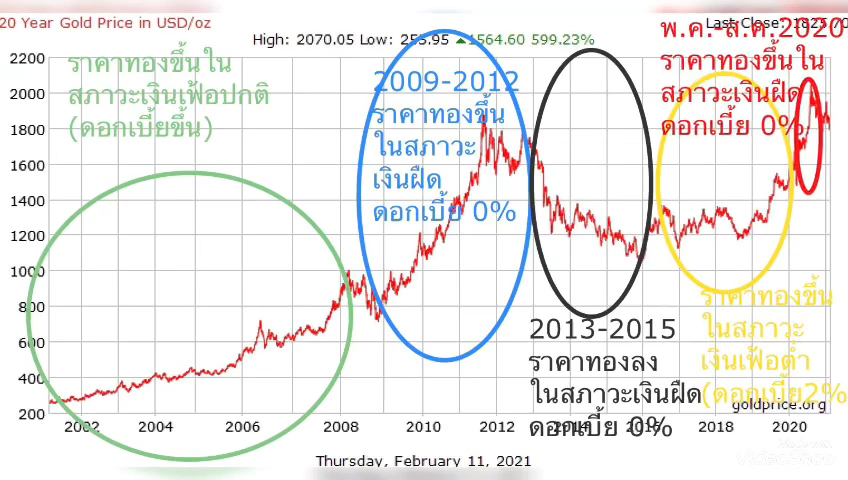 20 Year Gold Price in USD/oz
Last Close: 1825.70
High: 2070.05 Low: 255.95 ▲1564.60 599.23%
ราคาทองขึ้นใน
สภาวะเงินเฟ้อปกติ
(ดอกเบี้ยขึ้น)
2009-2012
ราคาทองขึ้น
ในสภาวะ
เงินฝืด
ดอกเบี้ย 0%
พ.ค.-ส.ค.2020
ราคาทองขึ้นใน
สภาวะเงินฝืด
ดอกเบี้ย 0%
2200
2000
1800
1600
1400
1200
1000
800
600
400
200
ราคาทองขึ้น
ในสภาวะ
เงินเฟ้อต่ำ
(ดอกเบี้ย2%
2013-2015
ราคาทองลง
ในสภาวะเงินฝืด
ดอกเบี้ย 0%
goldprice.org
2002 2004 2006 2008 2010 2012 2014 2016 2018 2020
Thursday, February 11, 2021
Made with
VideoShow